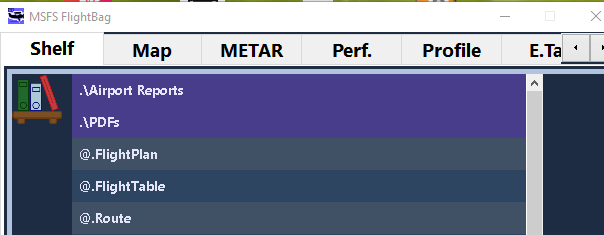 MSFS FlightBag
Shelf Map METAR Perf. Profile E.Ta
.\Airport Reports
.\PDFs
@.FlightPlan
@.FlightTable
@.Route